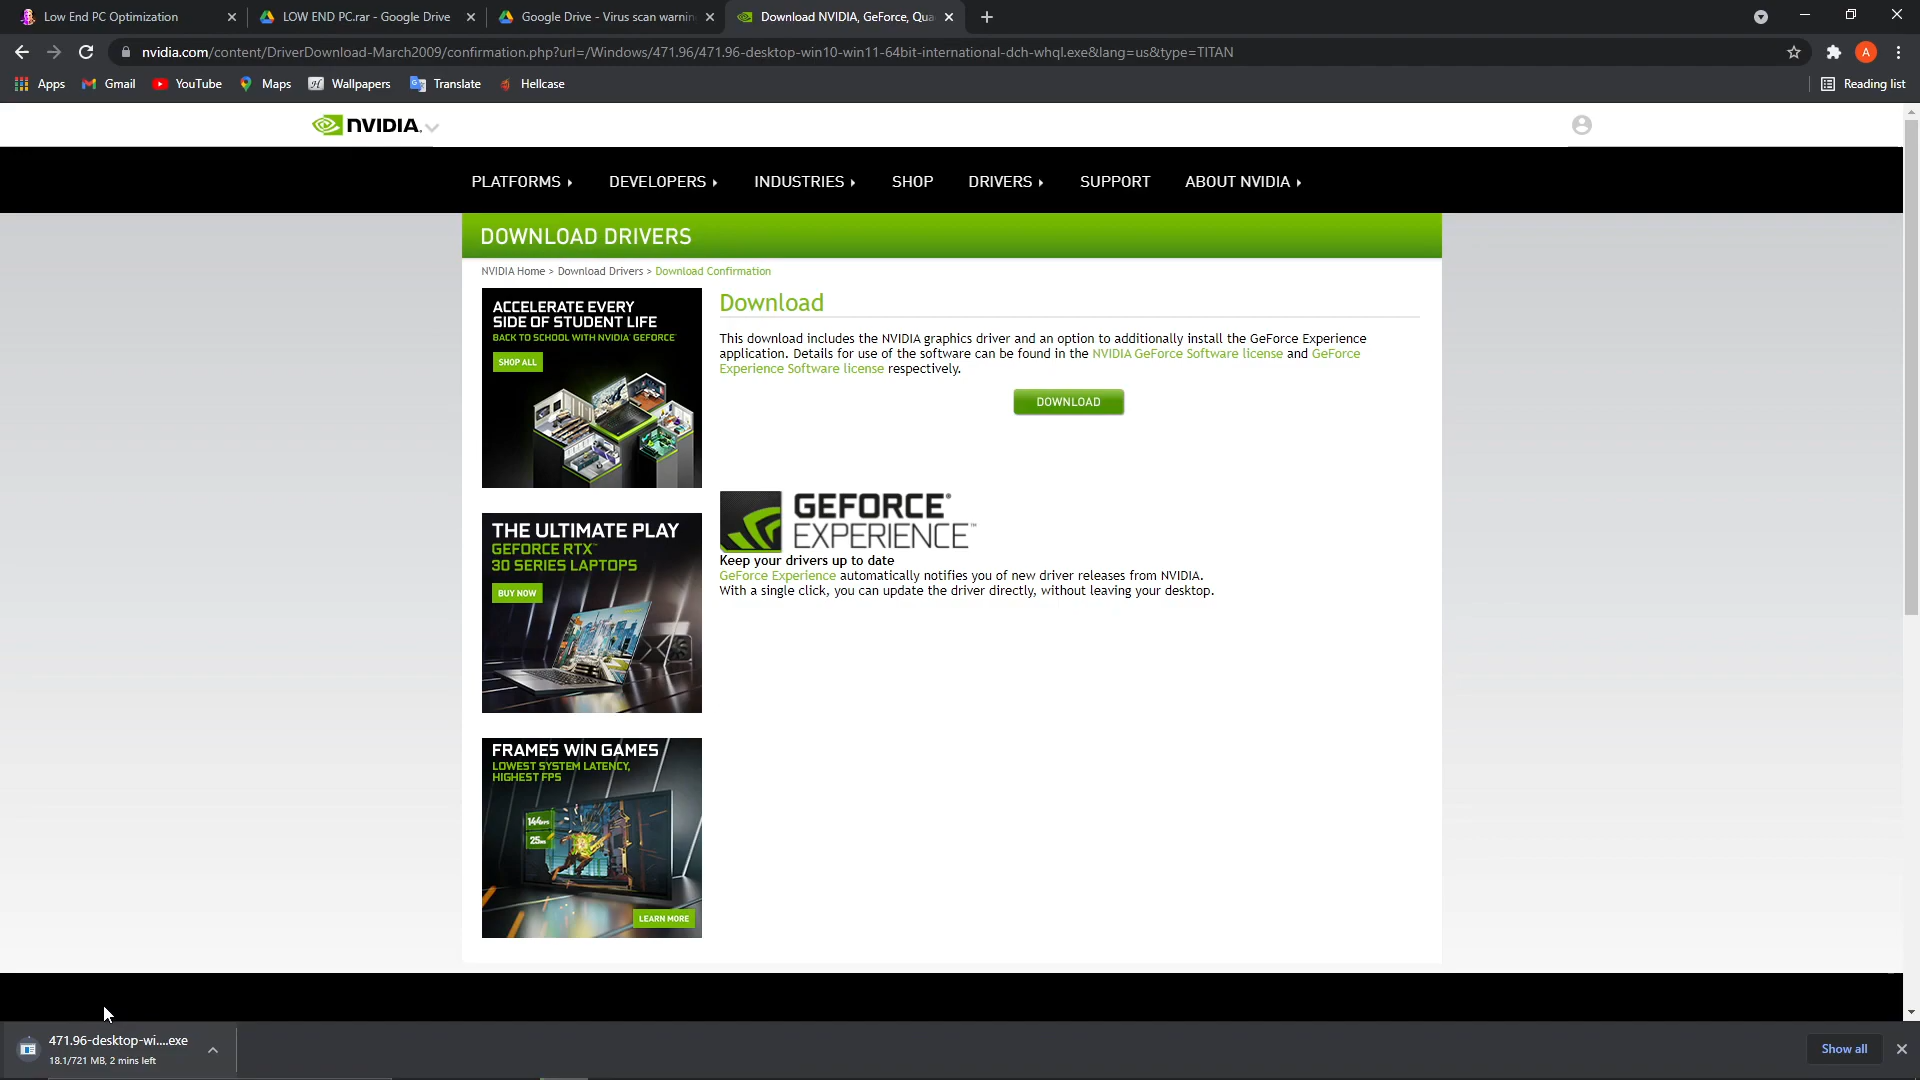 Low End PC Optimization
LOW END PC.rar - Google Drive
Google Drive - Virus scan warnin
Download NVIDIA, GeForce, Qua
nvidia.com/content/DriverDownload-March2009/confirmation.php?url=/Windows/471.96/471.96-desktop-win10-win11-64bit-international-dch-whql.exe&lang=us&type=TITAN
A
Apps
Gmail
YouTube
Maps
Wallpapers
Translate
Hellcase
Reading list
NVIDIA.
PLATFORMS
DEVELOPERS
INDUSTRIES
SHOP
DRIVERS
SUPPORT
ABOUT NVIDIA
DOWNLOAD DRIVERS
NVIDIA Home > Download Drivers > Download Confirmation
ACCELERATE EVERY
SIDE OF STUDENT LIFE
BACK TO SCHOOL WITH NVIDIA GEFORCE®
SHOP ALL
Download
This download includes the NVIDIA graphics driver and an option to additionally install the GeForce Experience
application. Details for use of the software can be found in the NVIDIA GeForce Software license and GeForce
Experience Software license respectively.
DOWNLOAD
GEFORCE®
EXPERIENCE™
Keep your drivers up to date
GeForce Experience automatically notifies you of new driver releases from NVIDIA.
With a single click, you can update the driver directly, without leaving your desktop.
THE ULTIMATE PLAY
GEFORCE RTX™
30 SERIES LAPTOPS
BUY NOW
FRAMES WIN GAMES
LOWEST SYSTEM LATENCY,
HIGHEST FPS
144FPS
25ms
LEARN MORE
471.96-desktop-wi....exe
18.1/721 MB, 2 mins left
Show all